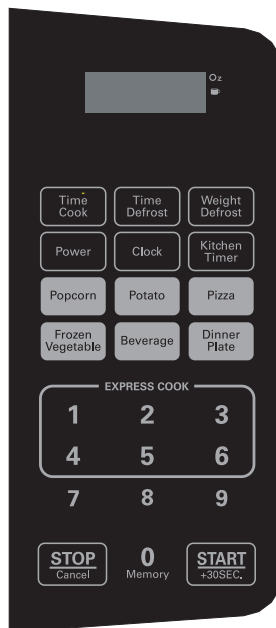 Oz
Time Cook
Time Defrost
Weight Defrost
Power
Clock
Kitchen Timer
Popcorn
Potato
Pizza
Frozen Vegetable
Beverage
Dinner Plate
EXPRESS COOK
1 2 3
4 5 6
7 8 9
STOP
Cancel
0
Memory
START
+30SEC.